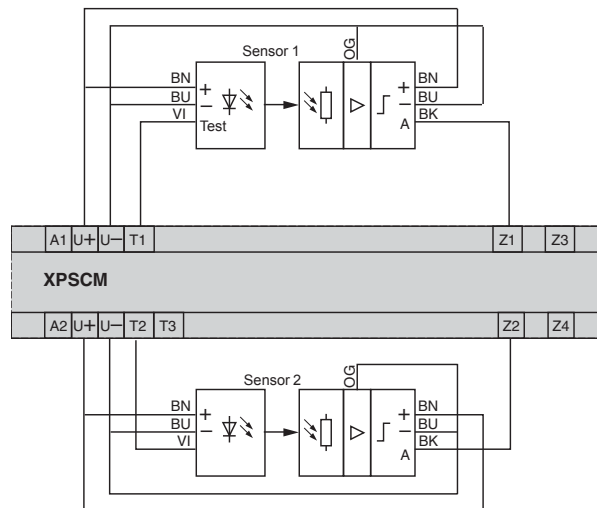 Sensor 1
OG
BN
+
BN
+
BU
−
−
BU
VI
Test
A
BK
A1 U+ U− T1 Z1 Z3
XPSCM
A2 U+ U− T2 T3 Z2 Z4
Sensor 2
OG
BN
+
+
BN
BU
−
−
BU
VI
A
BK